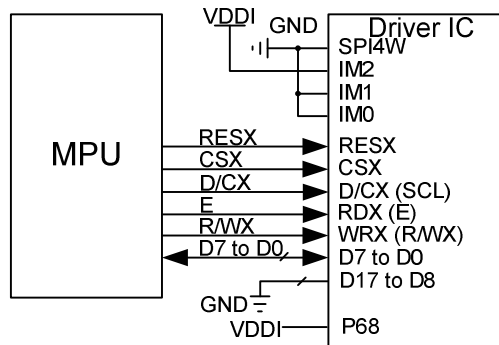 VDDI
GND
Driver IC
SPI4W
IM2
IM1
IM0
MPU
RESX
RESX
CSX
CSX
D/CX
D/CX (SCL)
E
RDX (E)
R/WX
WRX (R/WX)
D7 to D0
D7 to D0
D17 to D8
GND
VDDI
P68